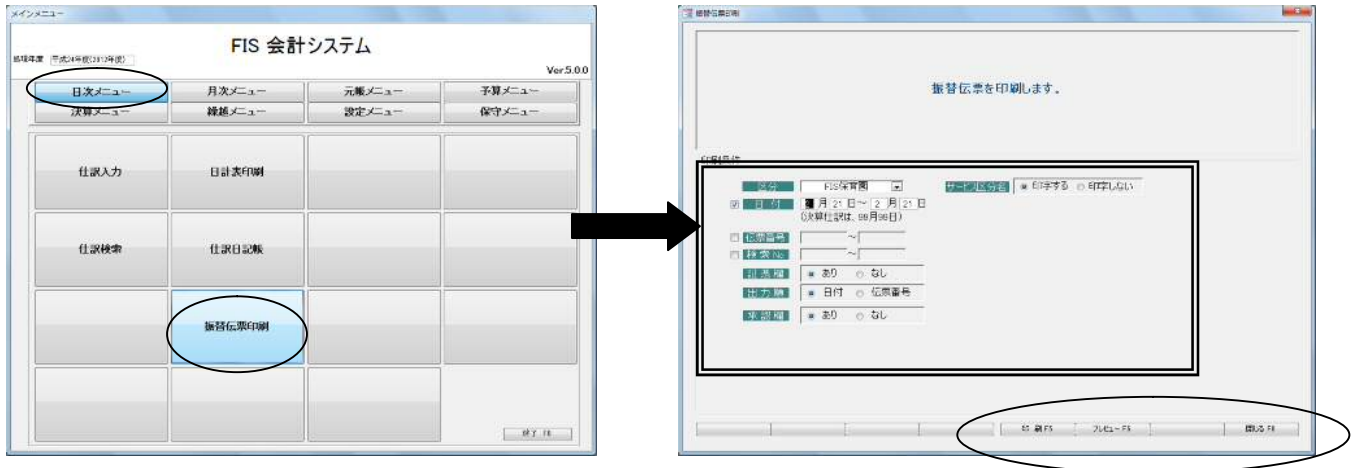 メインメニュー
FIS 会計システム
処理年度 平成24年度(2012年度)
Ver.5.0.0
日次メニュー 月次メニュー 元帳メニュー 予算メニュー
決算メニュー 繰越メニュー 設定メニュー 保守メニュー
仕訳入力 日計表印刷
仕訳検索 仕訳日記帳
振替伝票印刷
終了 F8
振替伝票印刷
振替伝票を印刷します。
印刷条件
区分 FIS保育園 サービス区分名 印字する 印字しない
日付 月 21 日～ 2 月 21 日
(決算仕訳は、98月98日)
伝票番号 ～
検索No ～
あり なし
出力順 日付 伝票番号
承認欄 あり なし
印刷 F5 プレビュー F6 閉じる F8